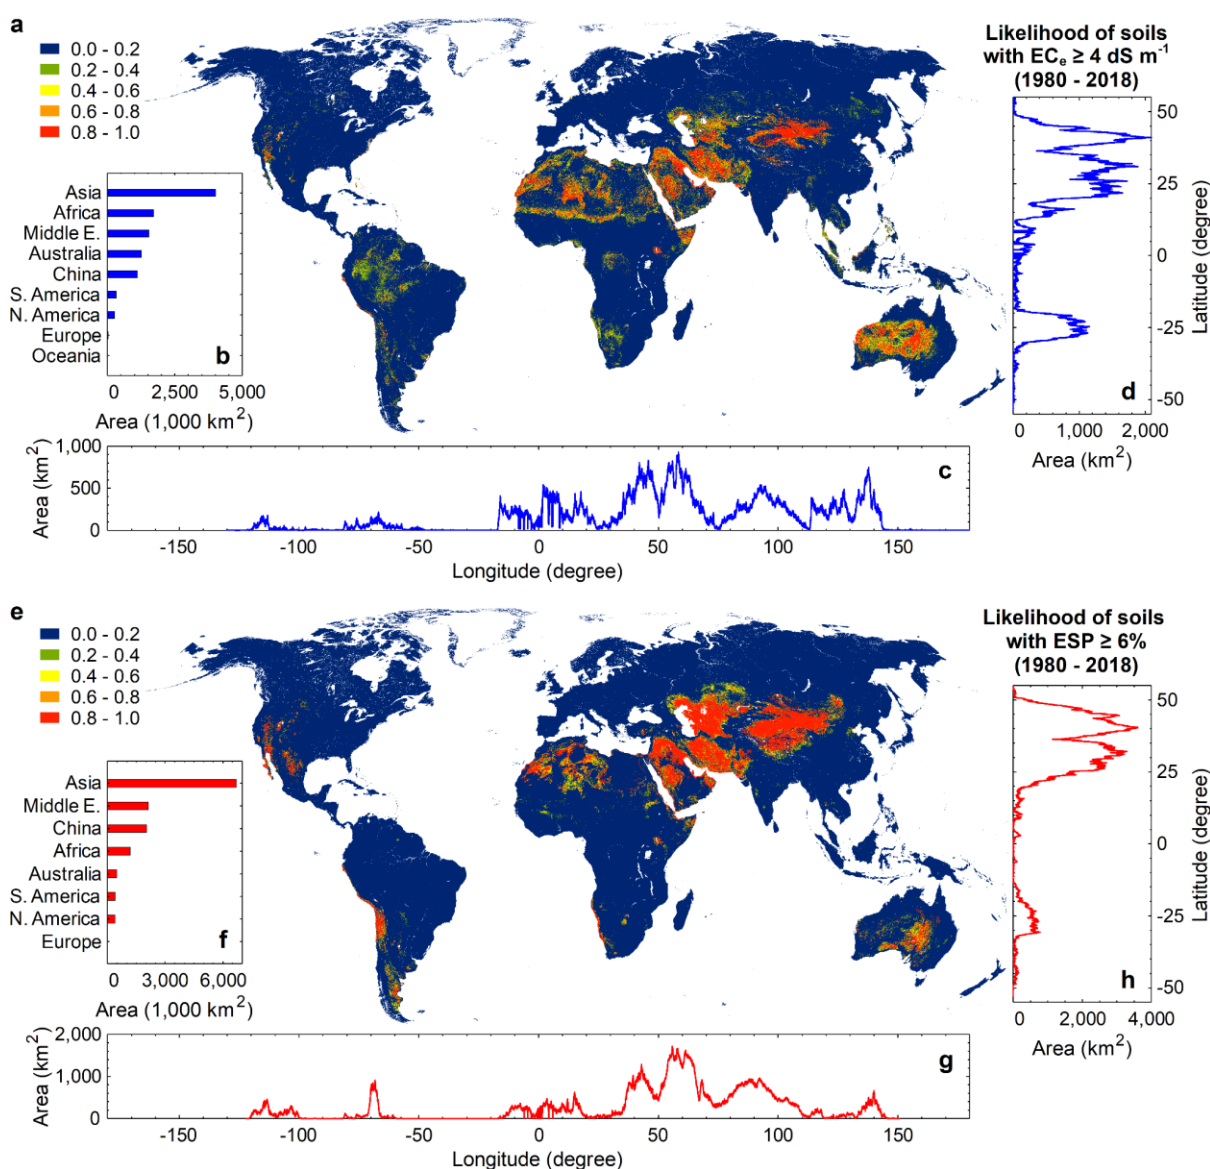 a
0.0 - 0.2
0.2 - 0.4
0.4 - 0.6
0.6 - 0.8
0.8 - 1.0
Likelihood of soils
with ECe ≥ 4 dS m-1
(1980 - 2018)
Asia
Africa
Middle E.
Australia
China
S. America
N. America
Europe
Oceania
b
0 2,500 5,000
Area (1,000 km2)
50
25
0
-25
-50
Latitude (degree)
d
0 1,000 2,000
Area (km2)
1,000
500
0
Area (km2)
c
-150 -100 -50 0 50 100 150
Longitude (degree)
e
0.0 - 0.2
0.2 - 0.4
0.4 - 0.6
0.6 - 0.8
0.8 - 1.0
Likelihood of soils
with ESP ≥ 6%
(1980 - 2018)
Asia
Middle E.
China
Africa
Australia
S. America
N. America
Europe
f
0 3,000 6,000
Area (1,000 km2)
50
25
0
-25
-50
Latitude (degree)
h
0 2,000 4,000
Area (km2)
2,000
1,000
0
Area (km2)
g
-150 -100 -50 0 50 100 150
Longitude (degree)